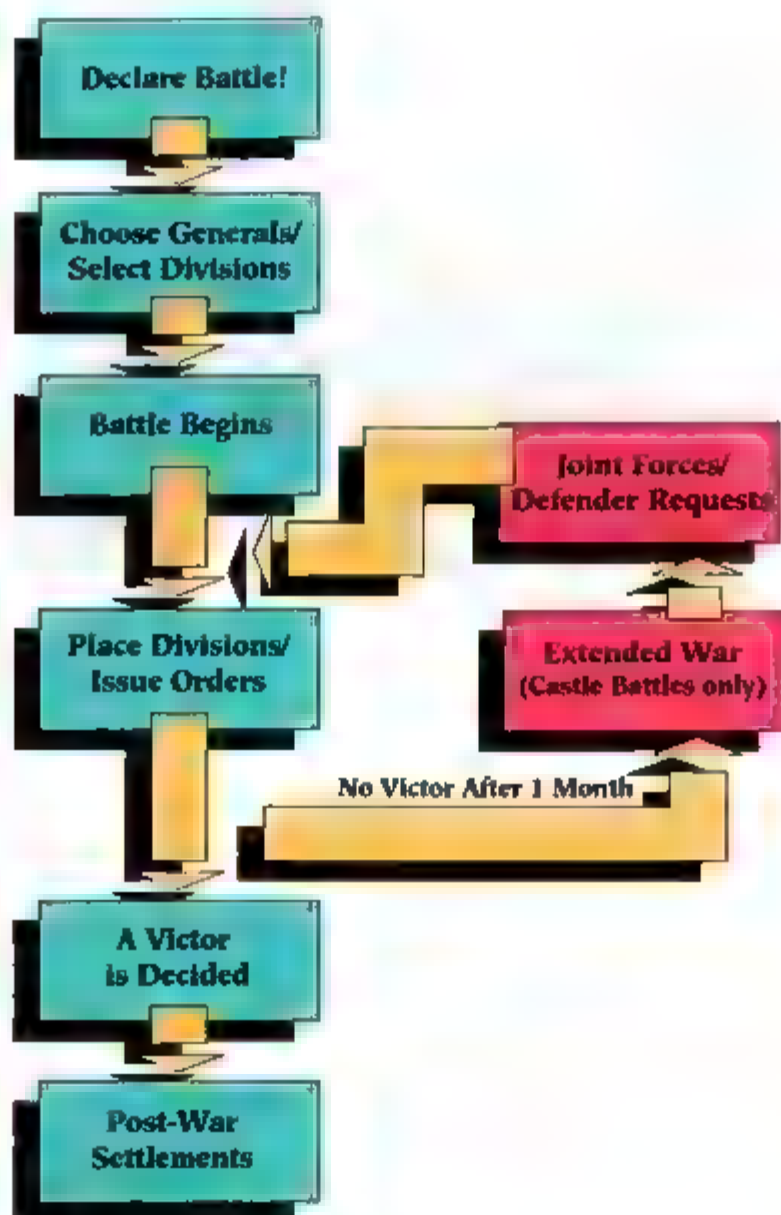 Declare Battle!
Choose Generals/
Select Divisions
Battle Begins
Joint Forces/
Defender Requests
Place Divisions/
Issue Orders
Extended War
(Castle Battles only)
No Victor After 1 Month
A Victor
is Decided
Post-War
Settlements